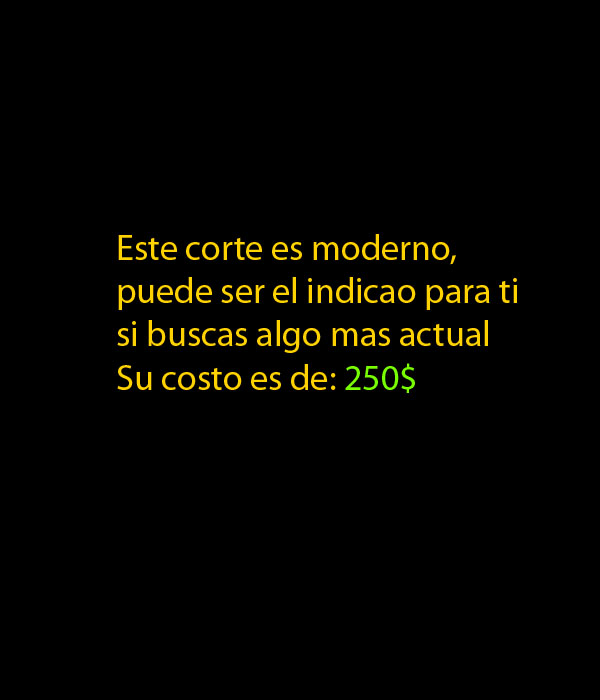 Este corte es moderno,
puede ser el indicao para ti
si buscas algo mas actual
Su costo es de: 250$